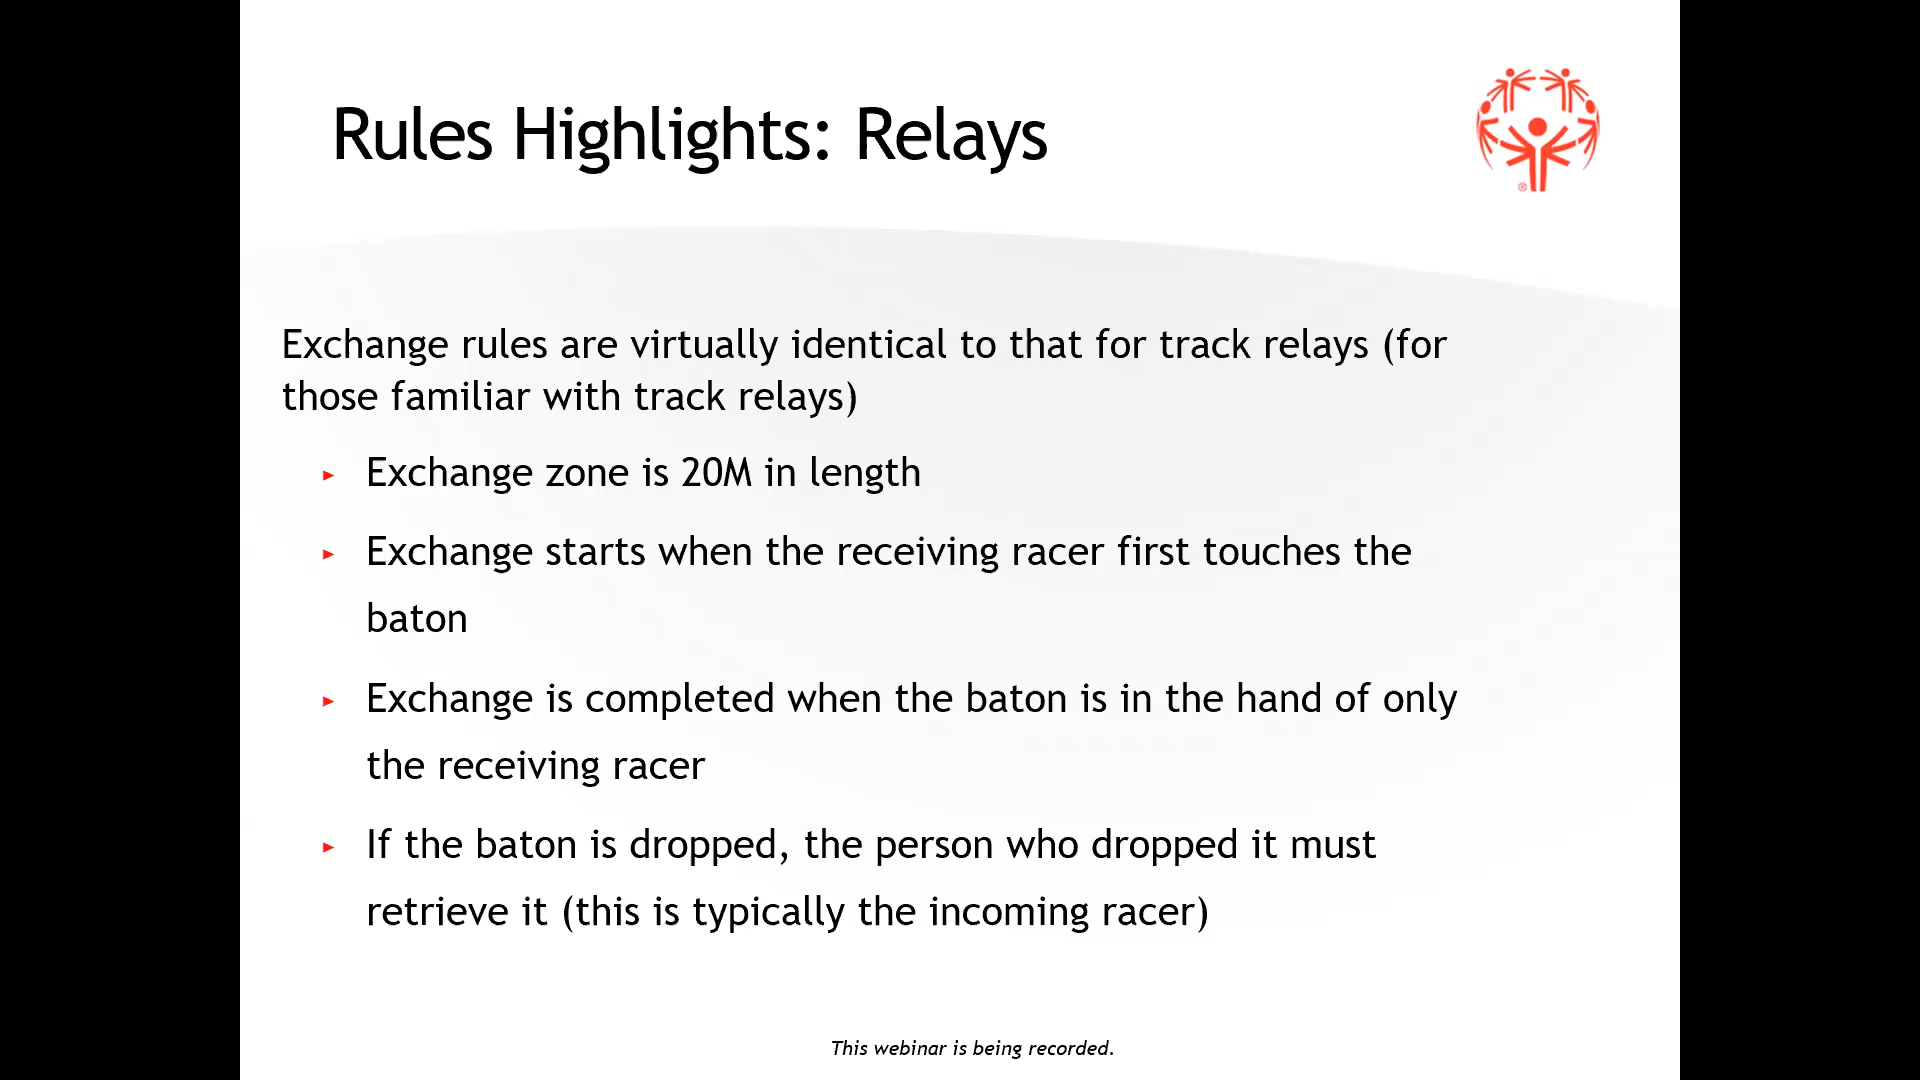 Rules Highlights: Relays
®
Exchange rules are virtually identical to that for track relays (for
those familiar with track relays)
▸ Exchange zone is 20M in length
▸ Exchange starts when the receiving racer first touches the
baton
▸ Exchange is completed when the baton is in the hand of only
the receiving racer
▸ If the baton is dropped, the person who dropped it must
retrieve it (this is typically the incoming racer)
This webinar is being recorded.